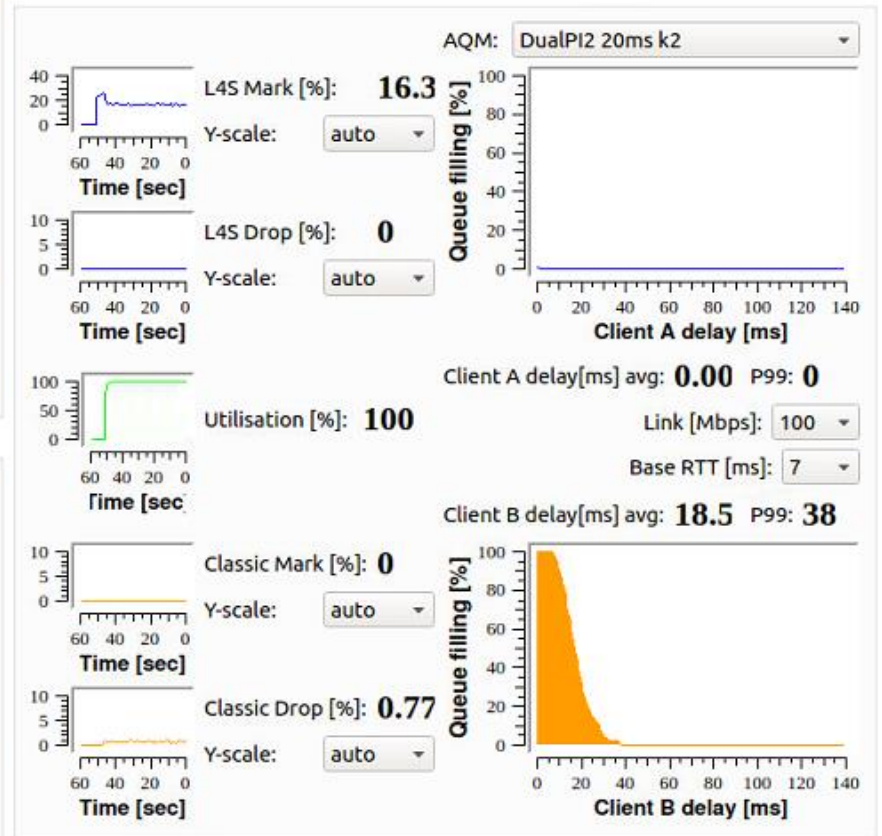 AQM: DualPI2 20ms k2
40
20
0
L4S Mark [%]: 16.3
Y-scale: auto
60 40 20 0
Time [sec]
10
5
0
L4S Drop [%]: 0
Y-scale: auto
60 40 20 0
Time [sec]
Queue filling [%]
100
80
60
40
20
0
0 20 40 60 80 100 120 140
Client A delay [ms]
Client A delay[ms] avg: 0.00 P99: 0
Link [Mbps]: 100
Base RTT [ms]: 7
100
50
0
Utilisation [%]: 100
60 40 20 0
Time [sec
Client B delay[ms] avg: 18.5 P99: 38
10
5
0
Classic Mark [%]: 0
Y-scale: auto
60 40 20 0
Time [sec]
10
5
0
Classic Drop [%]: 0.77
Y-scale: auto
60 40 20 0
Time [sec]
Queue filling [%]
100
80
60
40
20
0
0 20 40 60 80 100 120 140
Client B delay [ms]